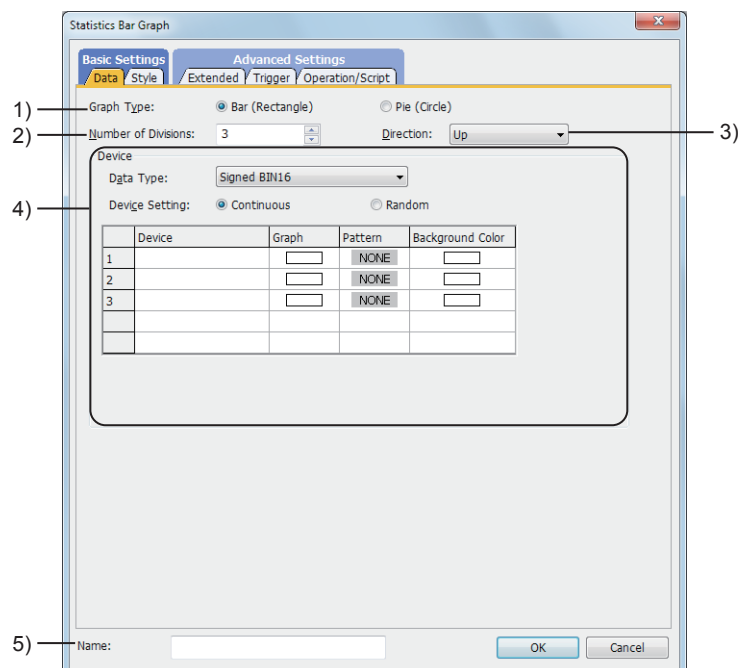 Statistics Bar Graph
x
Basic Settings Advanced Settings
Data Style Extended Trigger Operation/Script
1) Graph Type: Bar (Rectangle) Pie (Circle)
2) Number of Divisions: 3 Direction: Up 3)
Device
Data Type: Signed BIN16
4) Device Setting: Continuous Random
Device Graph Pattern Background Color
1 NONE
2 NONE
3 NONE
5) Name: OK Cancel